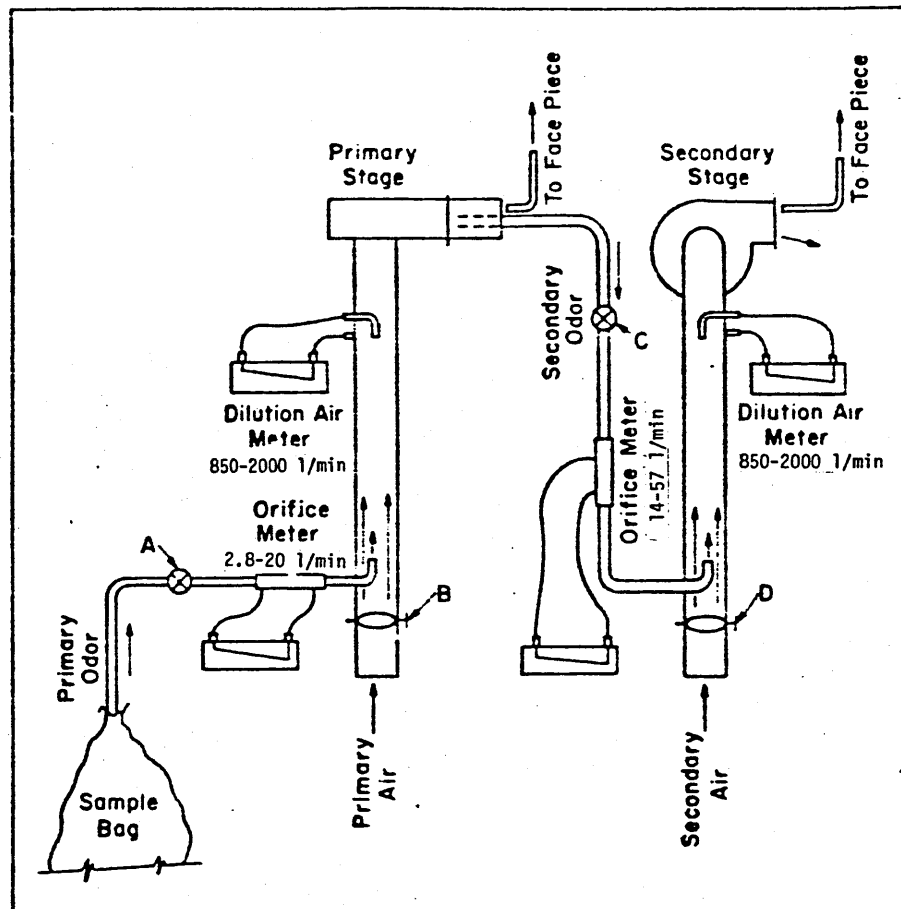 To Face Piece
To Face Piece
Primary
Stage
Secondary
Stage
Secondary
Odor
C
Dilution Air
Meter
850-2000 l/min
Dilution Air
Meter
850-2000 l/min
Orifice Meter
14-57 l/min
Orifice
Meter
2.8-20 l/min
A
B
D
Primary
Odor
Primary
Air
Secondary
Air
Sample
Bag